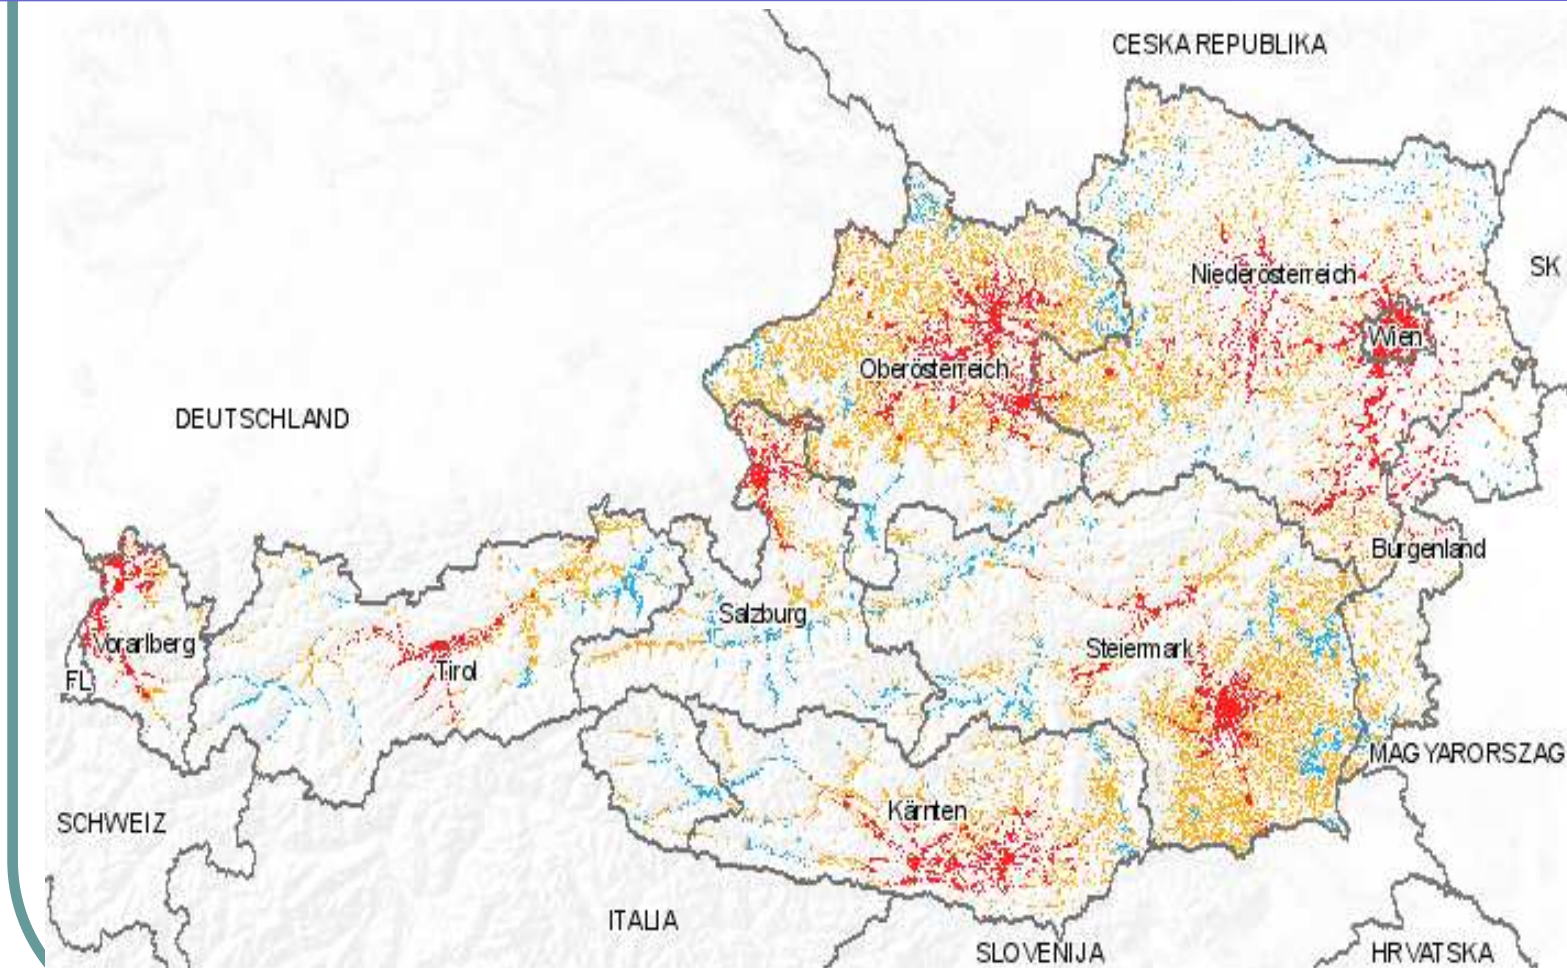 CESKA REPUBLIKA
SK
Niederösterreich
Wien
Oberösterreich
DEUTSCHLAND
Burgenland
Salzburg
Vorarlberg
Steiermark
Tirol
FL
MAGYARORSZAG
Kärnten
SCHWEIZ
ITALIA
SLOVENIJA
HRVATSKA